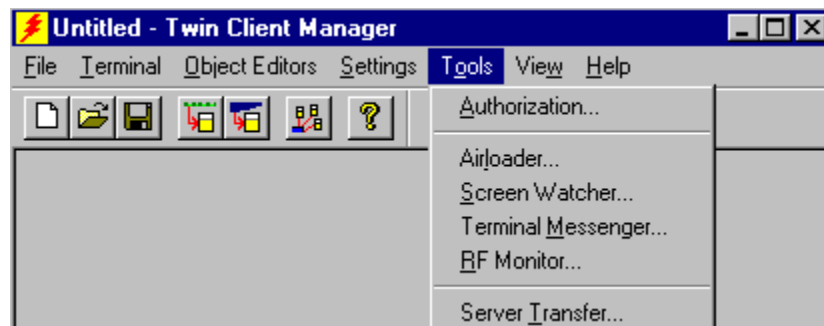 Untitled - Twin Client Manager
File Terminal Object Editors Settings Tools View Help
Authorization...
Airloader...
Screen Watcher...
Terminal Messenger...
RF Monitor...
Server Transfer...